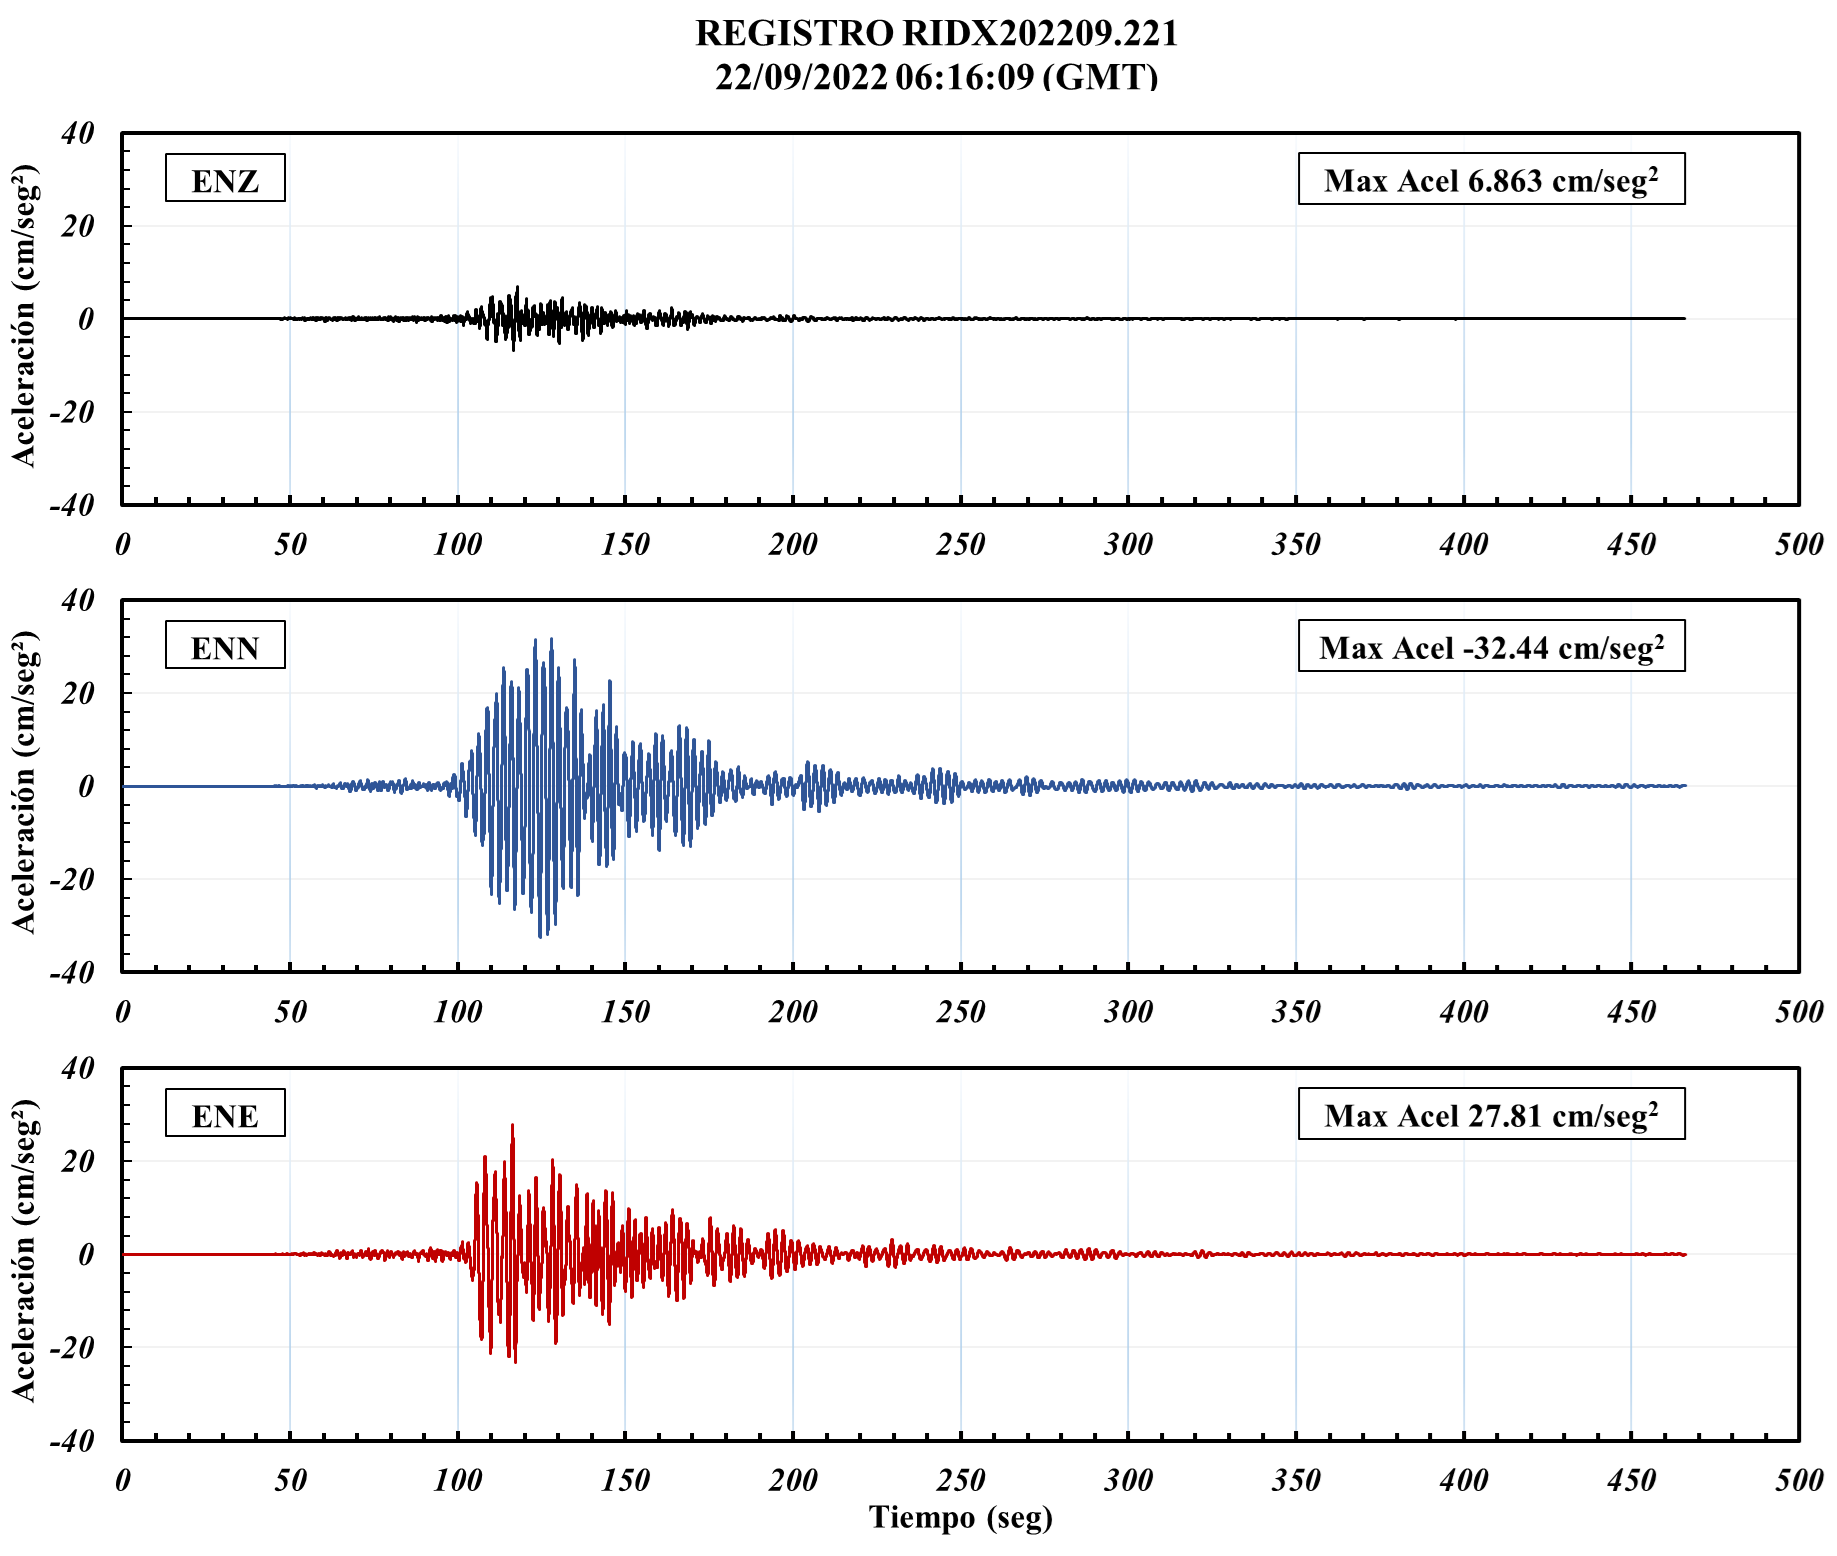 REGISTRO RIDX202209.221
22/09/2022 06:16:09 (GMT)
40
20
0
-20
-40
Aceleración (cm/seg²)
ENZ
Max Acel 6.863 cm/seg²
0 50 100 150 200 250 300 350 400 450 500
40
20
0
-20
-40
Aceleración (cm/seg²)
ENN
Max Acel -32.44 cm/seg²
0 50 100 150 200 250 300 350 400 450 500
40
20
0
-20
-40
Aceleración (cm/seg²)
ENE
Max Acel 27.81 cm/seg²
0 50 100 150 200 250 300 350 400 450 500
Tiempo (seg)